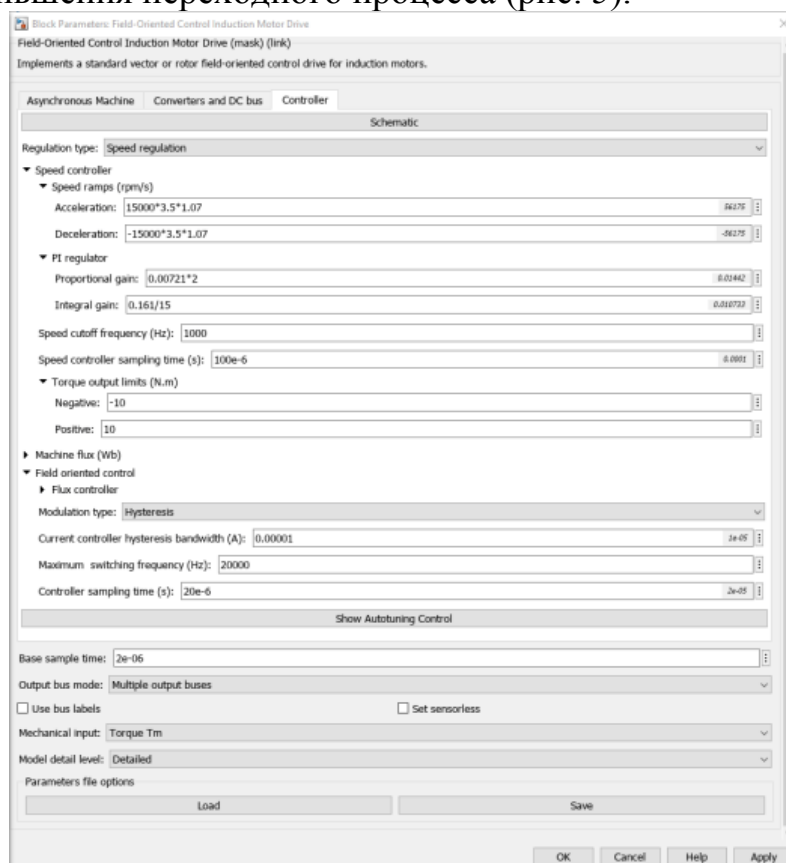 ньшения переходного процесса (рис. 5).
Block Parameters: Field-Oriented Control Induction Motor Drive
Field-Oriented Control Induction Motor Drive (mask) (link)
Implements a standard vector or rotor field-oriented control drive for induction motors.
Asynchronous Machine Converters and DC bus Controller
Schematic
Regulation type: Speed regulation
Speed controller
Speed ramps (rpm/s)
Acceleration: 15000*3.5*1.07 56175
Deceleration: -15000*3.5*1.07 -56175
PI regulator
Proportional gain: 0.00721*2 0.01442
Integral gain: 0.161/15 0.010733
Speed cutoff frequency (Hz): 1000
Speed controller sampling time (s): 100e-6 0.0001
Torque output limits (N.m)
Negative: -10
Positive: 10
Machine flux (Wb)
Field oriented control
Flux controller
Modulation type: Hysteresis
Current controller hysteresis bandwidth (A): 0.00001 1e-05
Maximum switching frequency (Hz): 20000
Controller sampling time (s): 20e-6 2e-05
Show Autotuning Control
Base sample time: 2e-06
Output bus mode: Multiple output buses
Use bus labels Set sensorless
Mechanical input: Torque Tm
Model detail level: Detailed
Parameters file options
Load Save
OK Cancel Help Apply